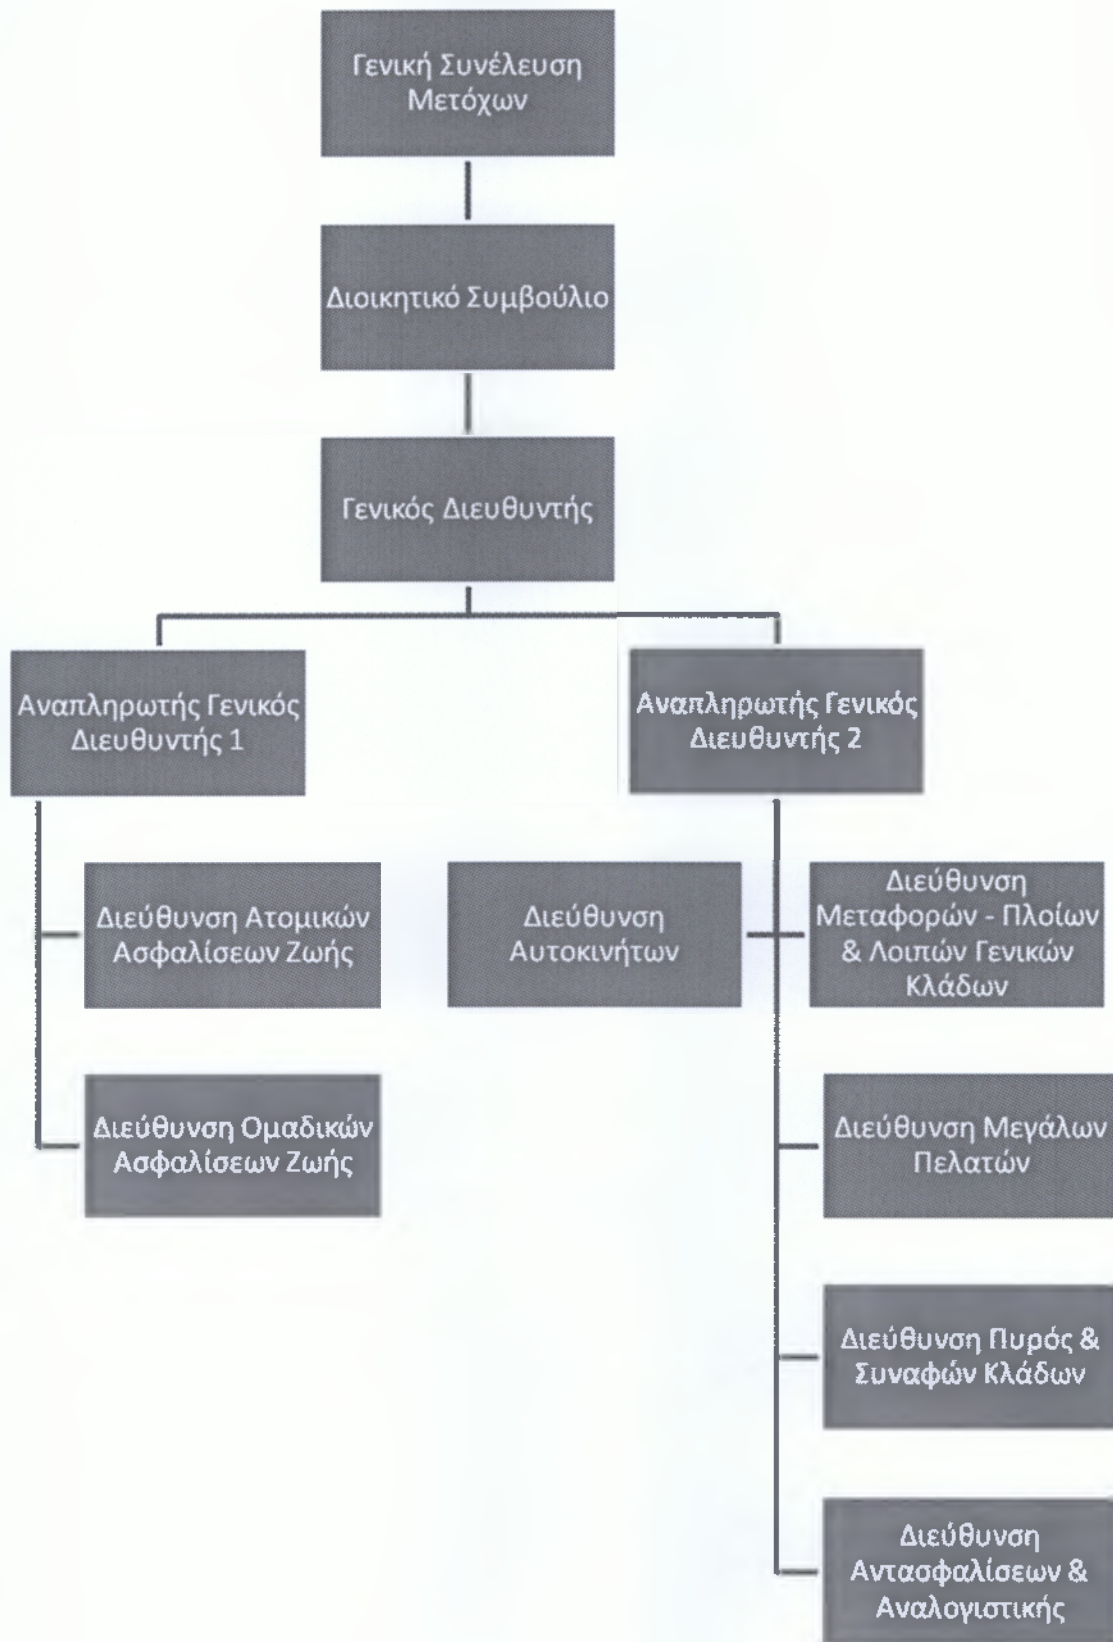 Γενική Συνέλευση
Μετόχων
Διοικητικό Συμβούλιο
Γενικός Διευθυντής
Αναπληρωτής Γενικός
Διευθυντής 1
Αναπληρωτής Γενικός
Διευθυντής 2
Διεύθυνση Ατομικών
Ασφαλίσεων Ζωής
Διεύθυνση Ομαδικών
Ασφαλίσεων Ζωής
Διεύθυνση
Αυτοκινήτων
Διεύθυνση
Μεταφορών - Πλοίων
& Λοιπών Γενικών
Κλάδων
Διεύθυνση Μεγάλων
Πελατών
Διεύθυνση Πυρός &
Συναφών Κλάδων
Διεύθυνση
Αντασφαλίσεων &
Αναλογιστικής